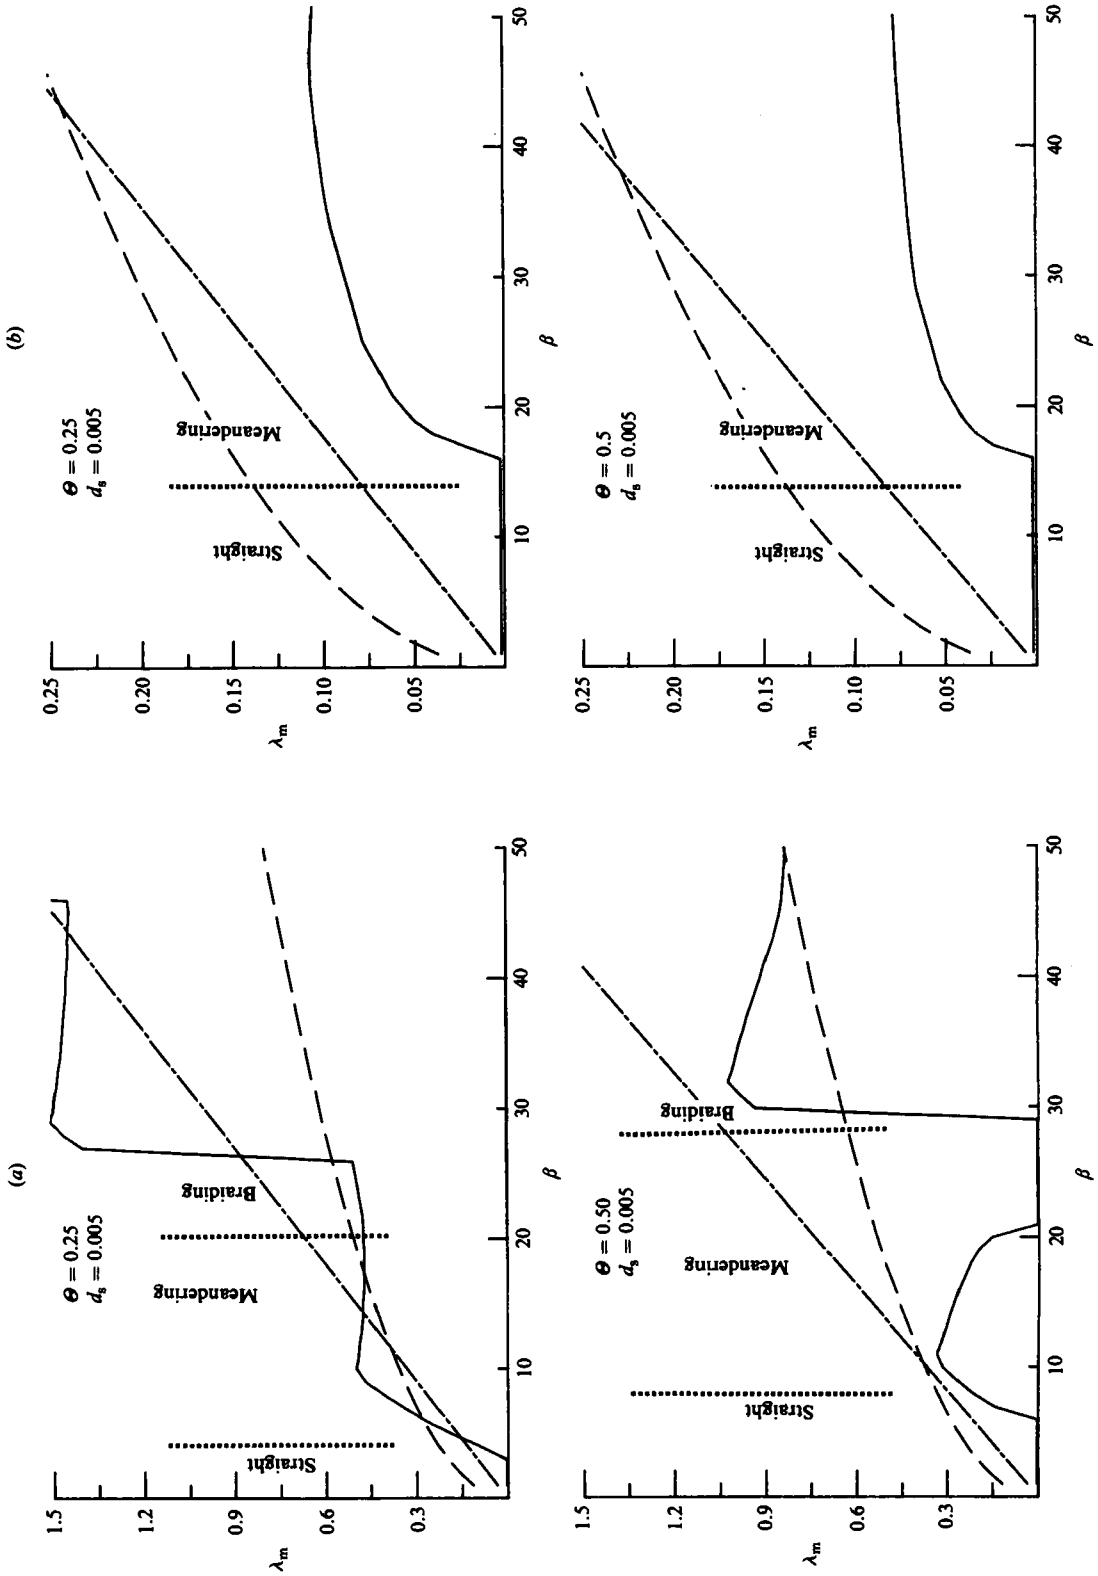 (a)
Θ = 0.25
d_s = 0.005
Straight
Meandering
Braiding
λ_m
1.5
1.2
0.9
0.6
0.3
10
20
30
40
50
β
Θ = 0.50
d_s = 0.005
Straight
Meandering
Braiding
λ_m
1.5
1.2
0.9
0.6
0.3
10
20
30
40
50
β
(b)
Θ = 0.25
d_s = 0.005
Straight
Meandering
λ_m
0.25
0.20
0.15
0.10
0.05
10
20
30
40
50
β
Θ = 0.5
d_s = 0.005
Straight
Meandering
λ_m
0.25
0.20
0.15
0.10
0.05
10
20
30
40
50
β